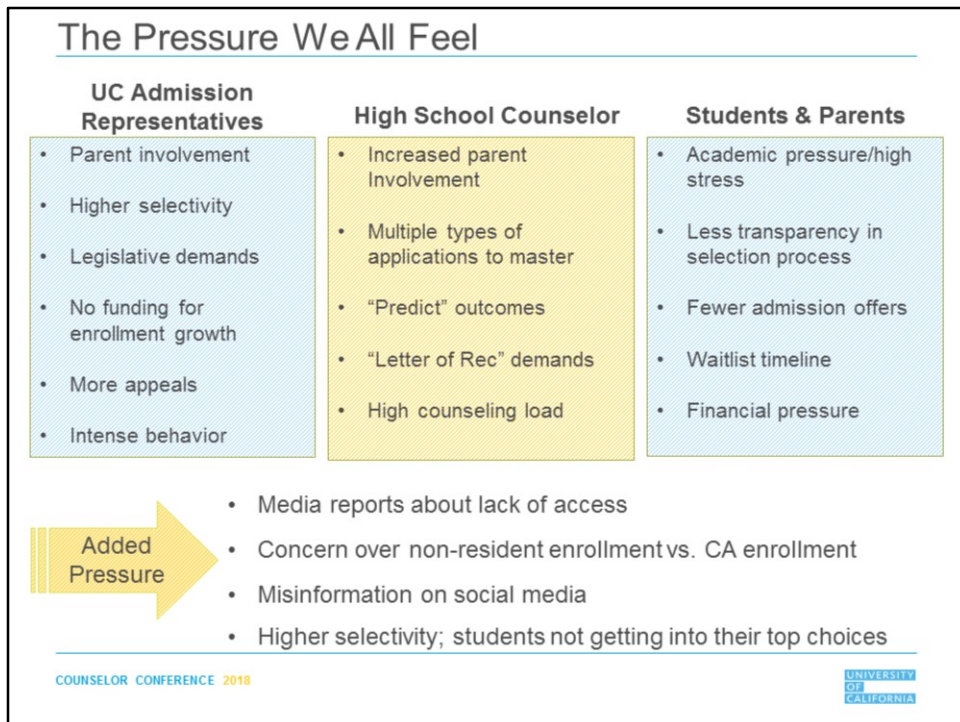 The Pressure We All Feel
UC Admission
Representatives
• Parent involvement
• Higher selectivity
• Legislative demands
• No funding for
enrollment growth
• More appeals
• Intense behavior
High School Counselor
• Increased parent
Involvement
• Multiple types of
applications to master
• “Predict” outcomes
• “Letter of Rec” demands
• High counseling load
Students & Parents
• Academic pressure/high
stress
• Less transparency in
selection process
• Fewer admission offers
• Waitlist timeline
• Financial pressure
Added
Pressure
• Media reports about lack of access
• Concern over non-resident enrollment vs. CA enrollment
• Misinformation on social media
• Higher selectivity; students not getting into their top choices
COUNSELOR CONFERENCE 2018
UNIVERSITY
OF
CALIFORNIA